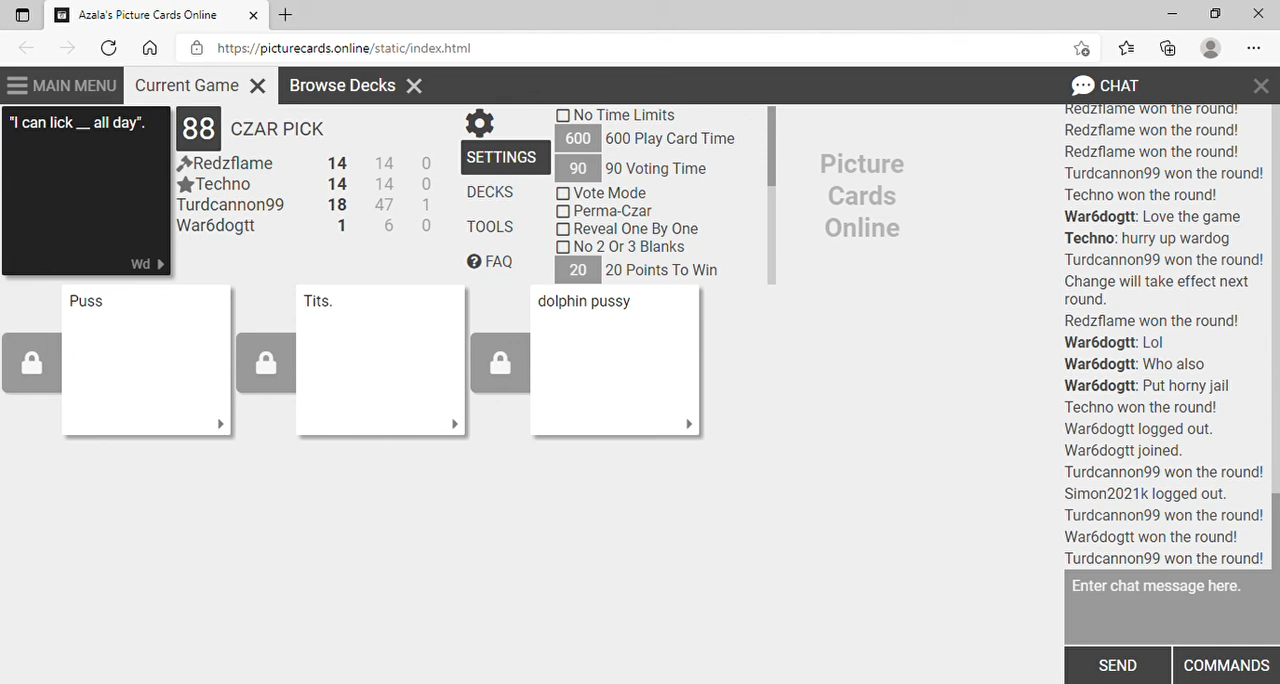 Azala's Picture Cards Online
https://picturecards.online/static/index.html
MAIN MENU
Current Game
Browse Decks
CHAT
"I can lick __ all day".
Wd
88 CZAR PICK
Redzflame 14 14 0
Techno 14 14 0
Turdcannon99 18 47 1
War6dogtt 1 6 0
SETTINGS
DECKS
TOOLS
FAQ
No Time Limits
600 600 Play Card Time
90 90 Voting Time
Vote Mode
Perma-Czar
Reveal One By One
No 2 Or 3 Blanks
20 20 Points To Win
Picture
Cards
Online
Puss
Tits.
dolphin pussy
Redzflame won the round!
Redzflame won the round!
Redzflame won the round!
Turdcannon99 won the round!
Techno won the round!
War6dogtt: Love the game
Techno: hurry up wardog
Turdcannon99 won the round!
Change will take effect next
round.
Redzflame won the round!
War6dogtt: Lol
War6dogtt: Who also
War6dogtt: Put horny jail
Techno won the round!
War6dogtt logged out.
War6dogtt joined.
Turdcannon99 won the round!
Simon2021k logged out.
Turdcannon99 won the round!
War6dogtt won the round!
Turdcannon99 won the round!
Enter chat message here.
SEND
COMMANDS